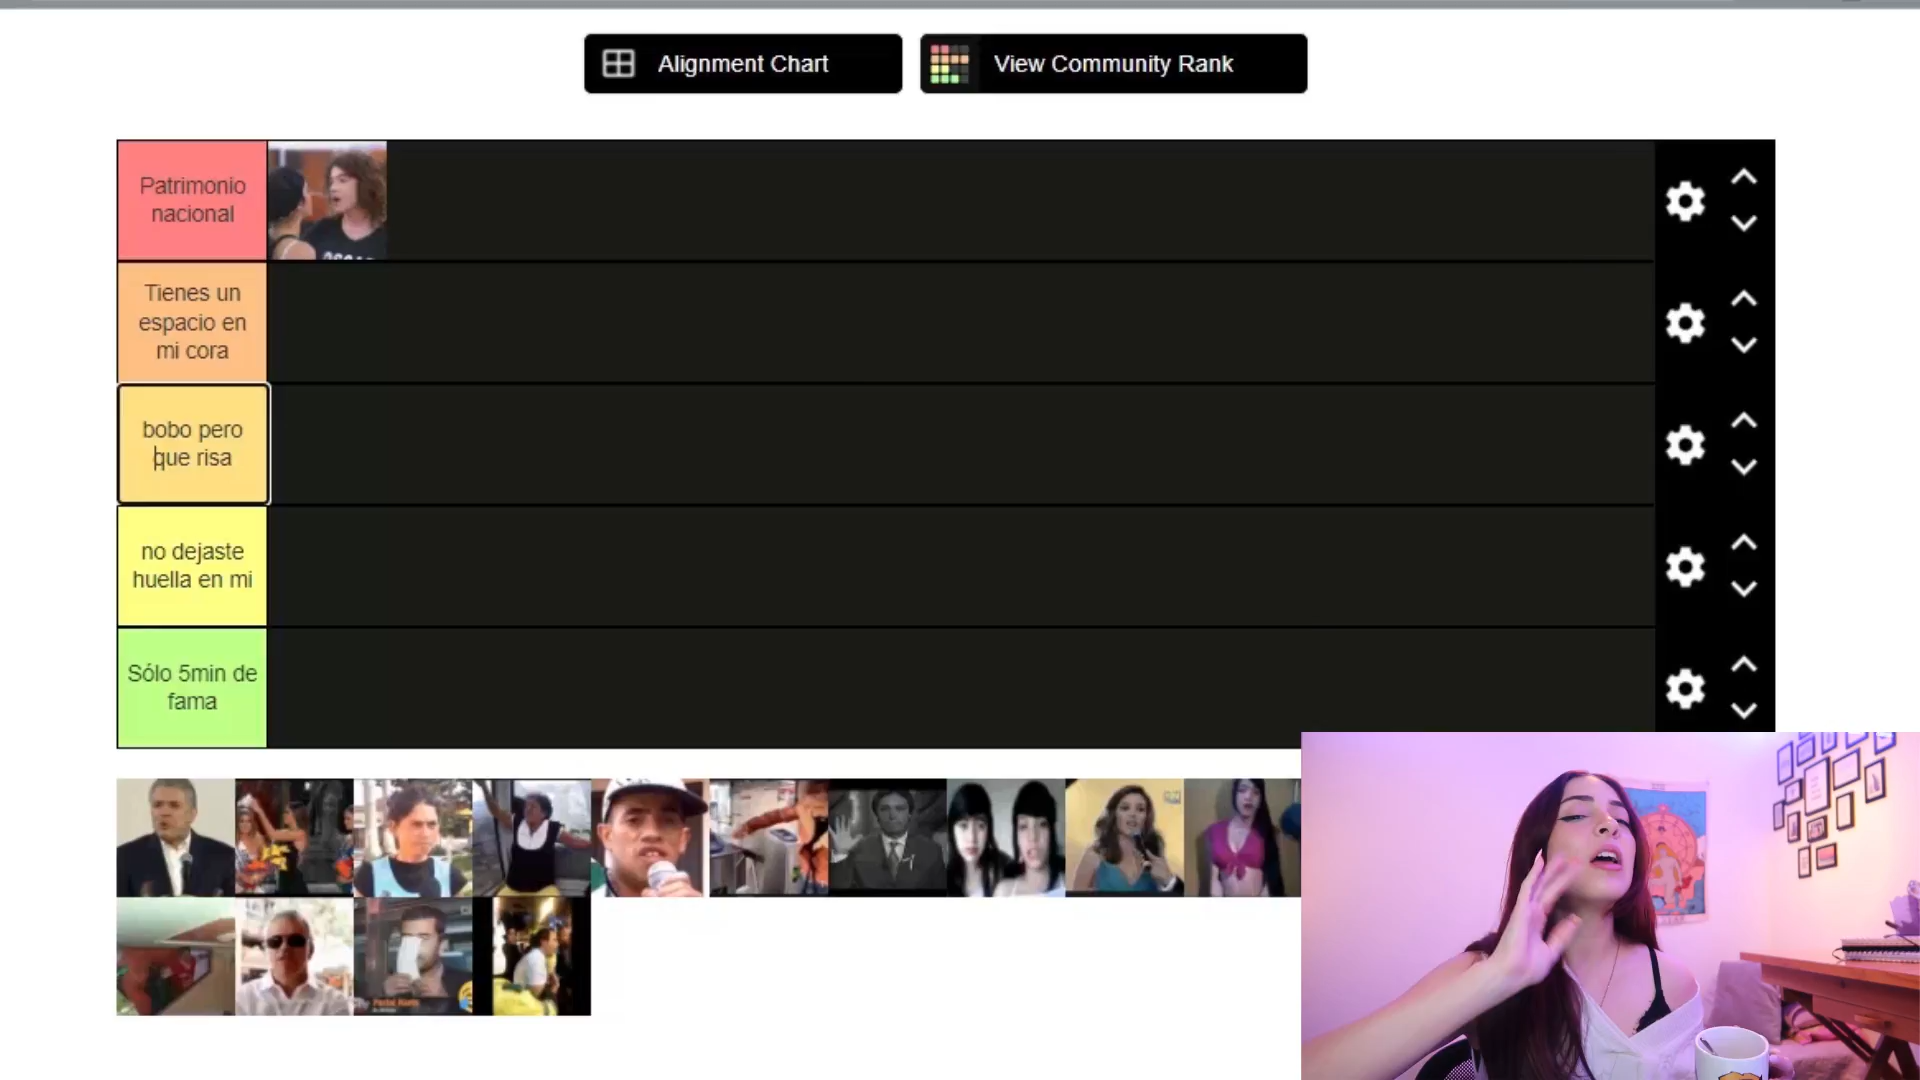 Alignment Chart
View Community Rank
Patrimonio
nacional
Tienes un
espacio en
mi cora
bobo pero
que risa
no dejaste
huella en mi
Sólo 5min de
fama